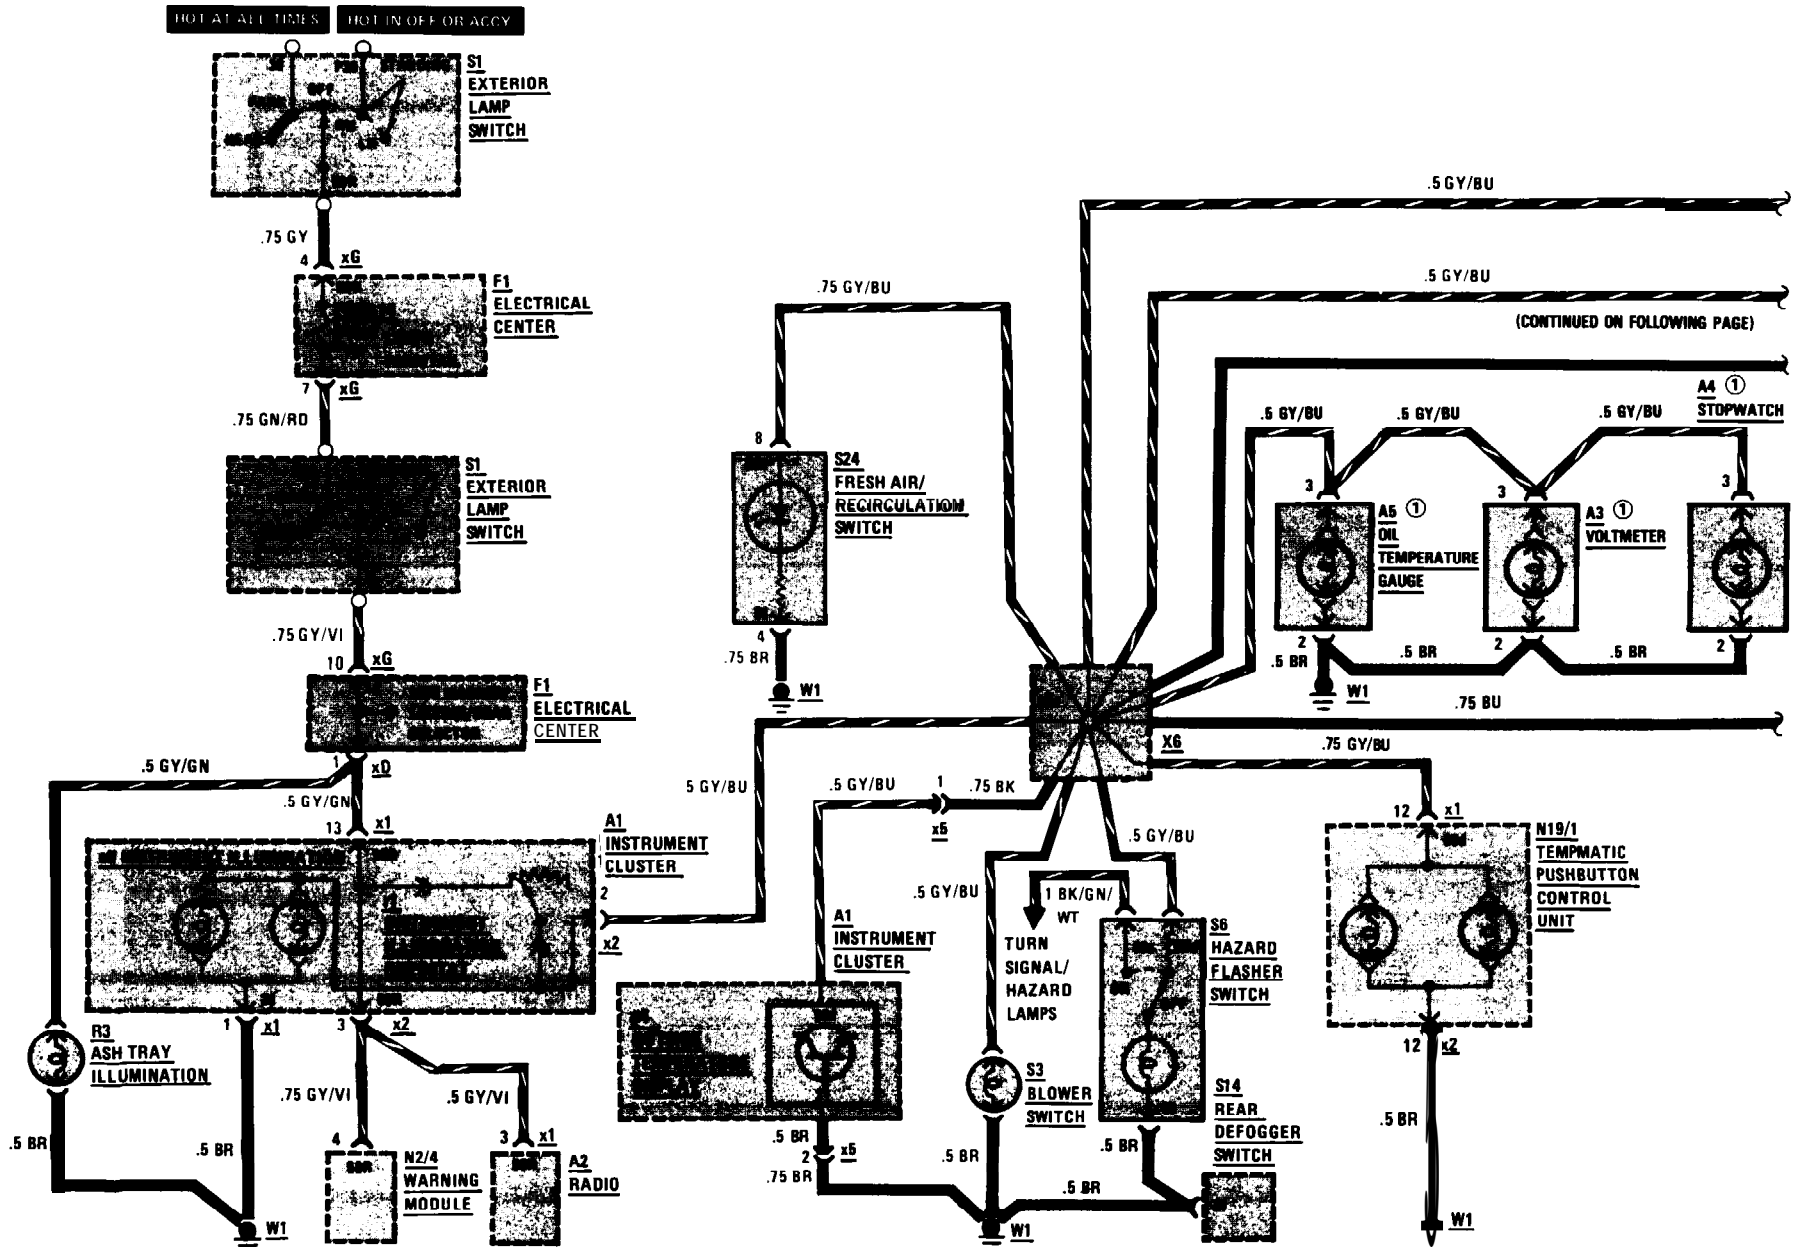 HOT AT ALL TIMES
HOT IN OFF OR ACCY
S1
EXTERIOR
LAMP
SWITCH
OFF
.75 GY
4
xG
F1
ELECTRICAL
CENTER
7
xG
.75 GN/RD
S1
EXTERIOR
LAMP
SWITCH
.75 GY/VI
10
xG
F1
ELECTRICAL
CENTER
1
xD
.5 GY/GN
.5 GY/GN
13
x1
A1
INSTRUMENT
CLUSTER
2
x2
1
x1
3
x2
R3
ASH TRAY
ILLUMINATION
.5 BR
.5 BR
W1
.75 GY/VI
.5 GY/VI
4
N2/4
WARNING
MODULE
58R
3
x1
A2
RADIO
.75 GY/BU
8
S24
FRESH AIR/
RECIRCULATION
SWITCH
4
.75 BR
W1
5 GY/BU
.5 GY/BU
1
x5
.75 BK
A1
INSTRUMENT
CLUSTER
.5 BR
2
x5
.75 BR
.5 GY/BU
S3
BLOWER
SWITCH
.5 BR
W1
1 BK/GN/
WT
TURN
SIGNAL/
HAZARD
LAMPS
.5 GY/BU
S6
HAZARD
FLASHER
SWITCH
OFF
.5 BR
.5 BR
S14
REAR
DEFOGGER
SWITCH
X6
.5 GY/BU
.5 GY/BU
(CONTINUED ON FOLLOWING PAGE)
A4 ①
STOPWATCH
.5 GY/BU
.5 GY/BU
.5 GY/BU
3
3
3
A5 ①
OIL
TEMPERATURE
GAUGE
A3 ①
VOLTMETER
2
2
2
.5 BR
.5 BR
.5 BR
W1
.75 BU
.75 GY/BU
12
x1
N19/1
TEMPMATIC
PUSHBUTTON
CONTROL
UNIT
12
x2
.5 BR
W1